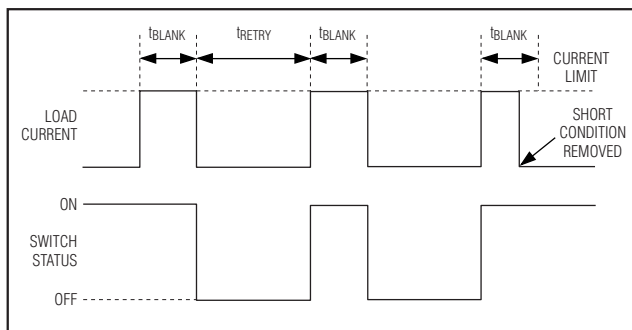 tBLANK
tRETRY
tBLANK
tBLANK
CURRENT
LIMIT
LOAD
CURRENT
SHORT
CONDITION
REMOVED
ON
SWITCH
STATUS
OFF